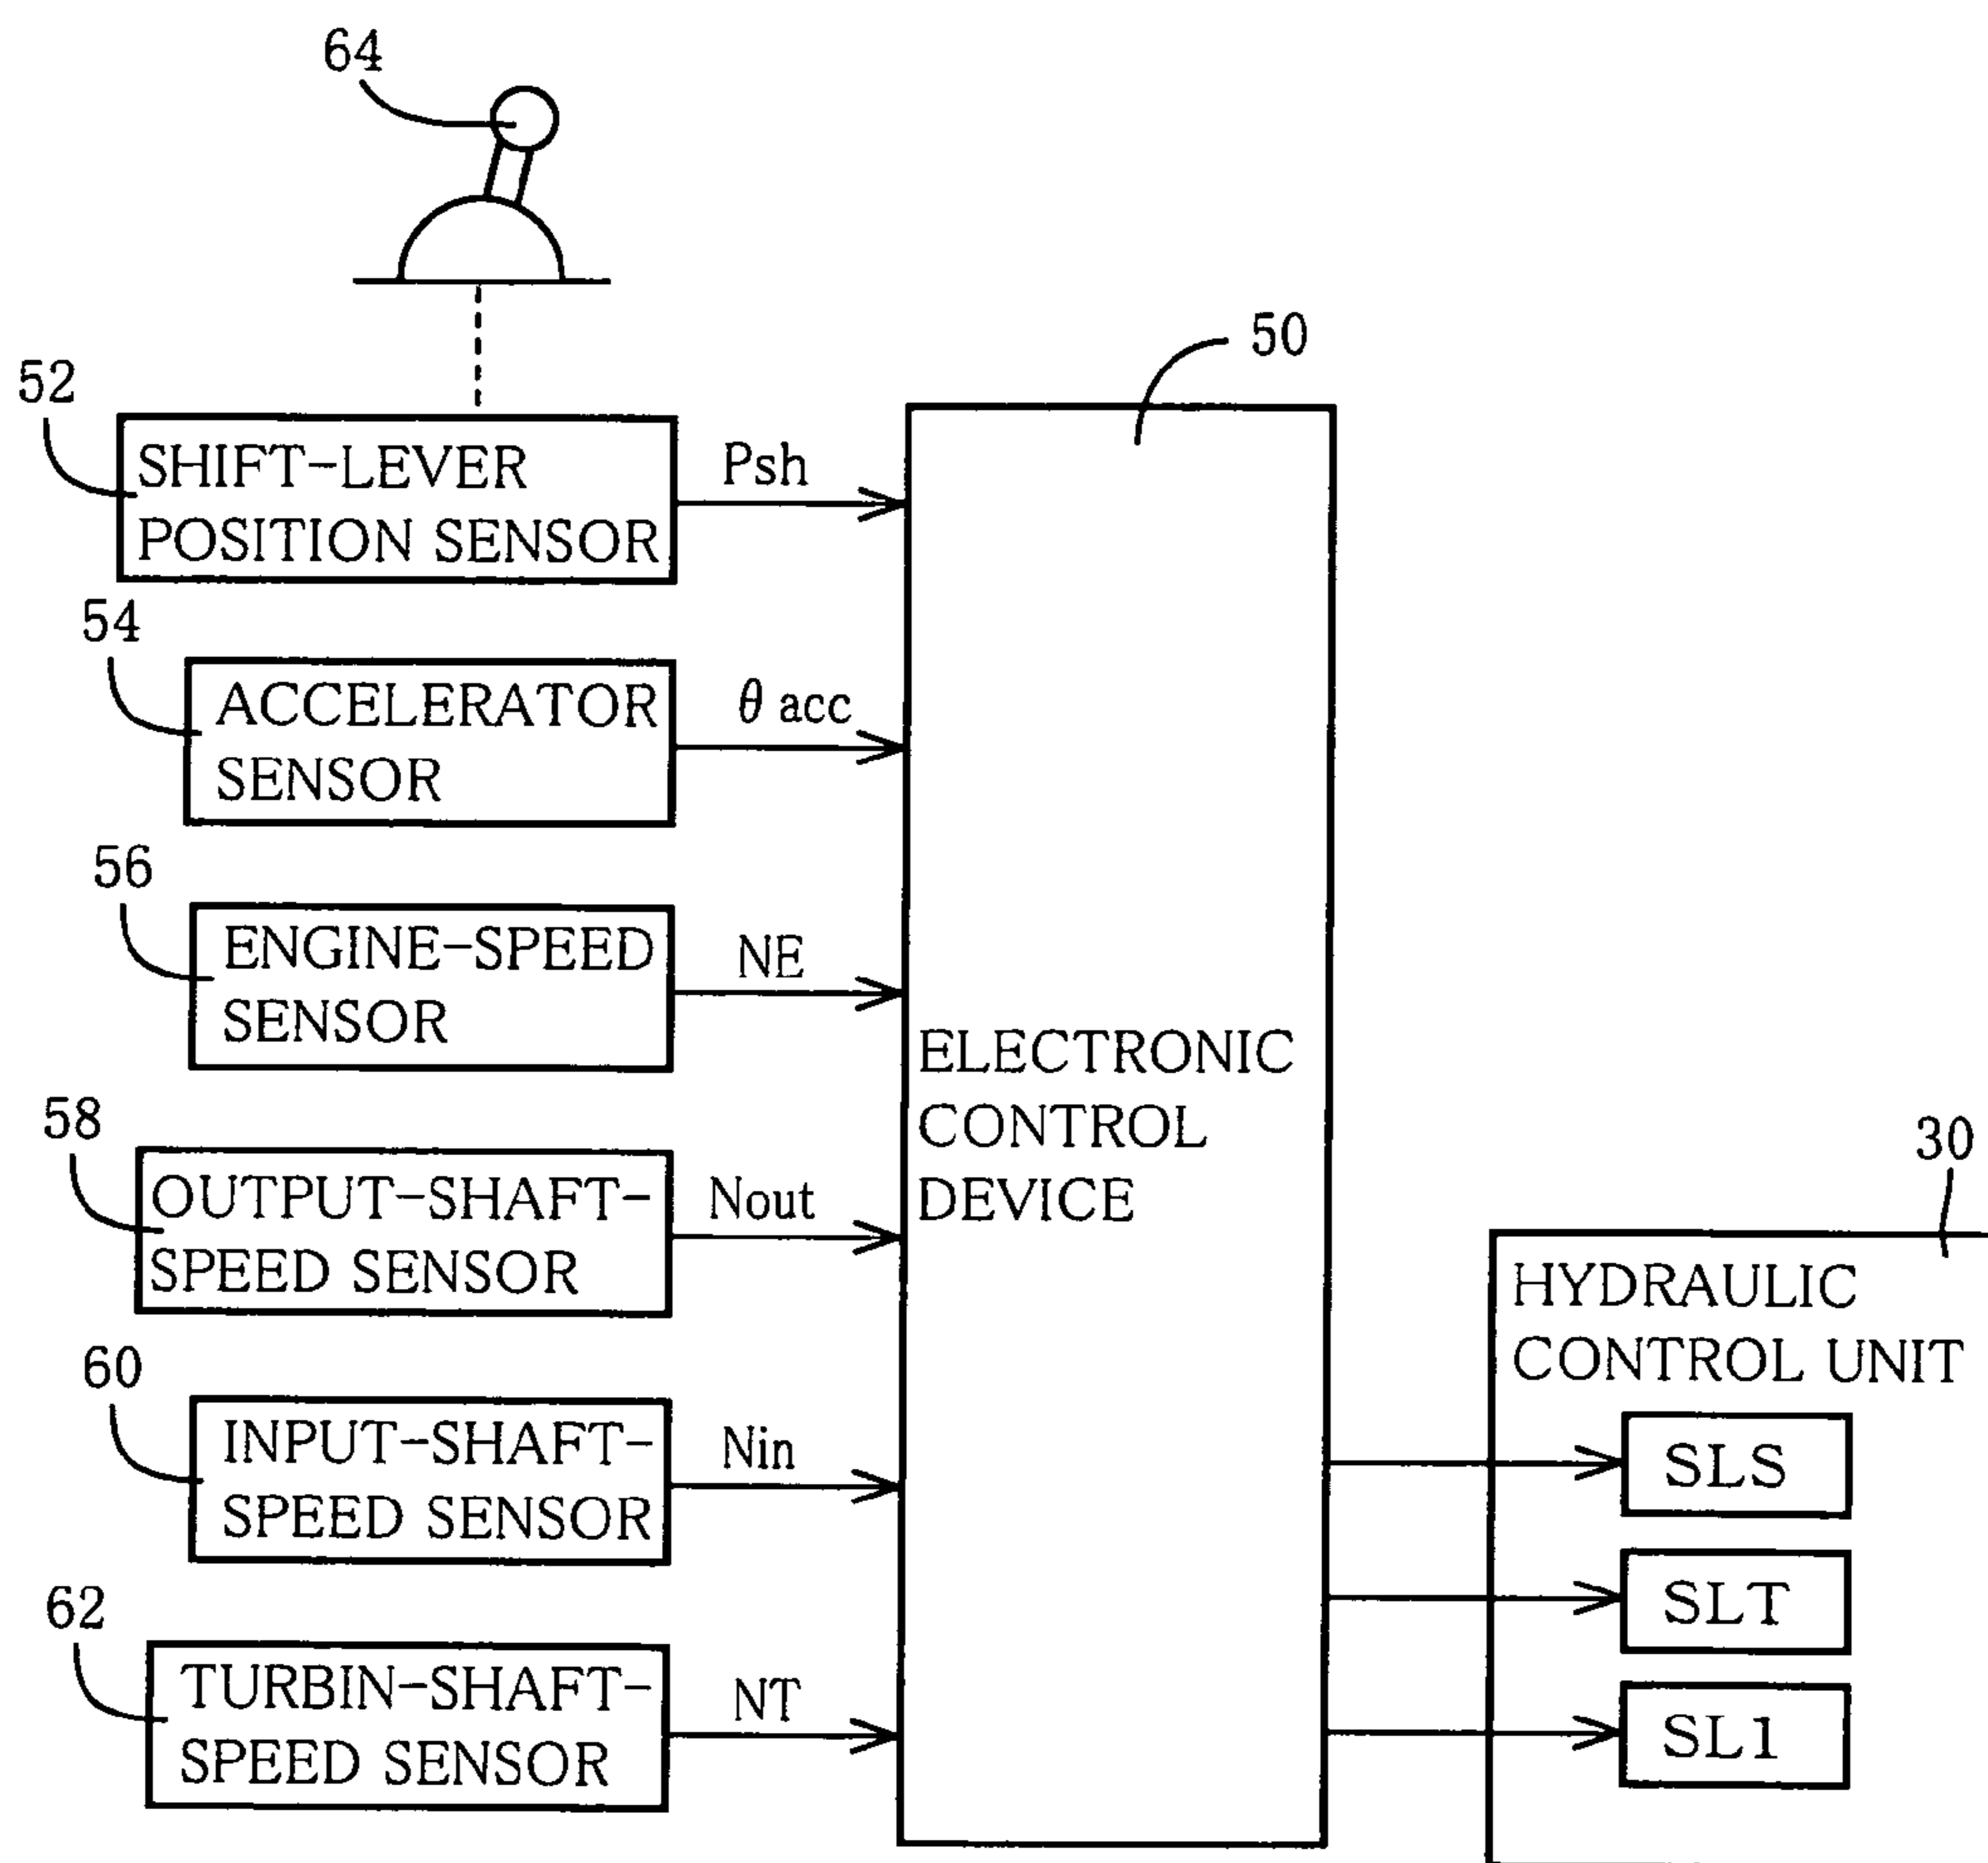 64
50
52
SHIFT-LEVER
POSITION SENSOR
Psh
54
ACCELERATOR
SENSOR
θ acc
56
ENGINE-SPEED
SENSOR
NE
ELECTRONIC
CONTROL
DEVICE
58
OUTPUT-SHAFT-
SPEED SENSOR
Nout
30
HYDRAULIC
CONTROL UNIT
60
INPUT-SHAFT-
SPEED SENSOR
Nin
SLS
SLT
62
TURBIN-SHAFT-
SPEED SENSOR
NT
SL1